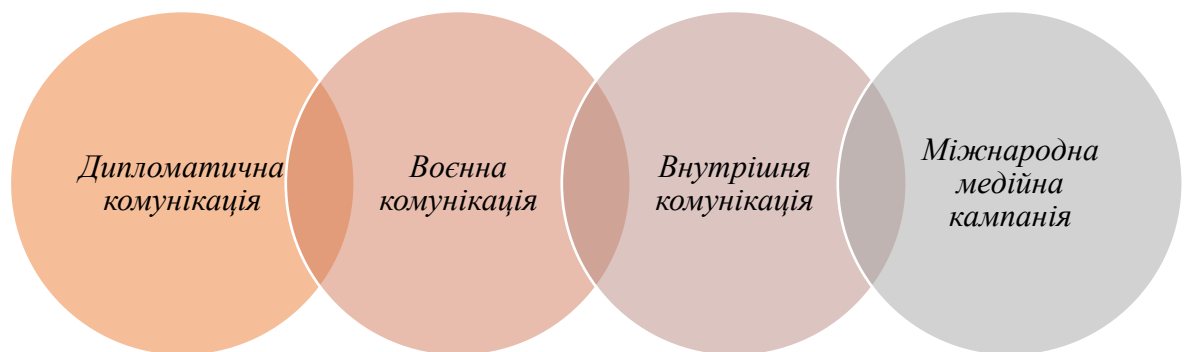 Дипломатична
комунікація
Воєнна
комунікація
Внутрішня
комунікація
Міжнародна
медійна
кампанія